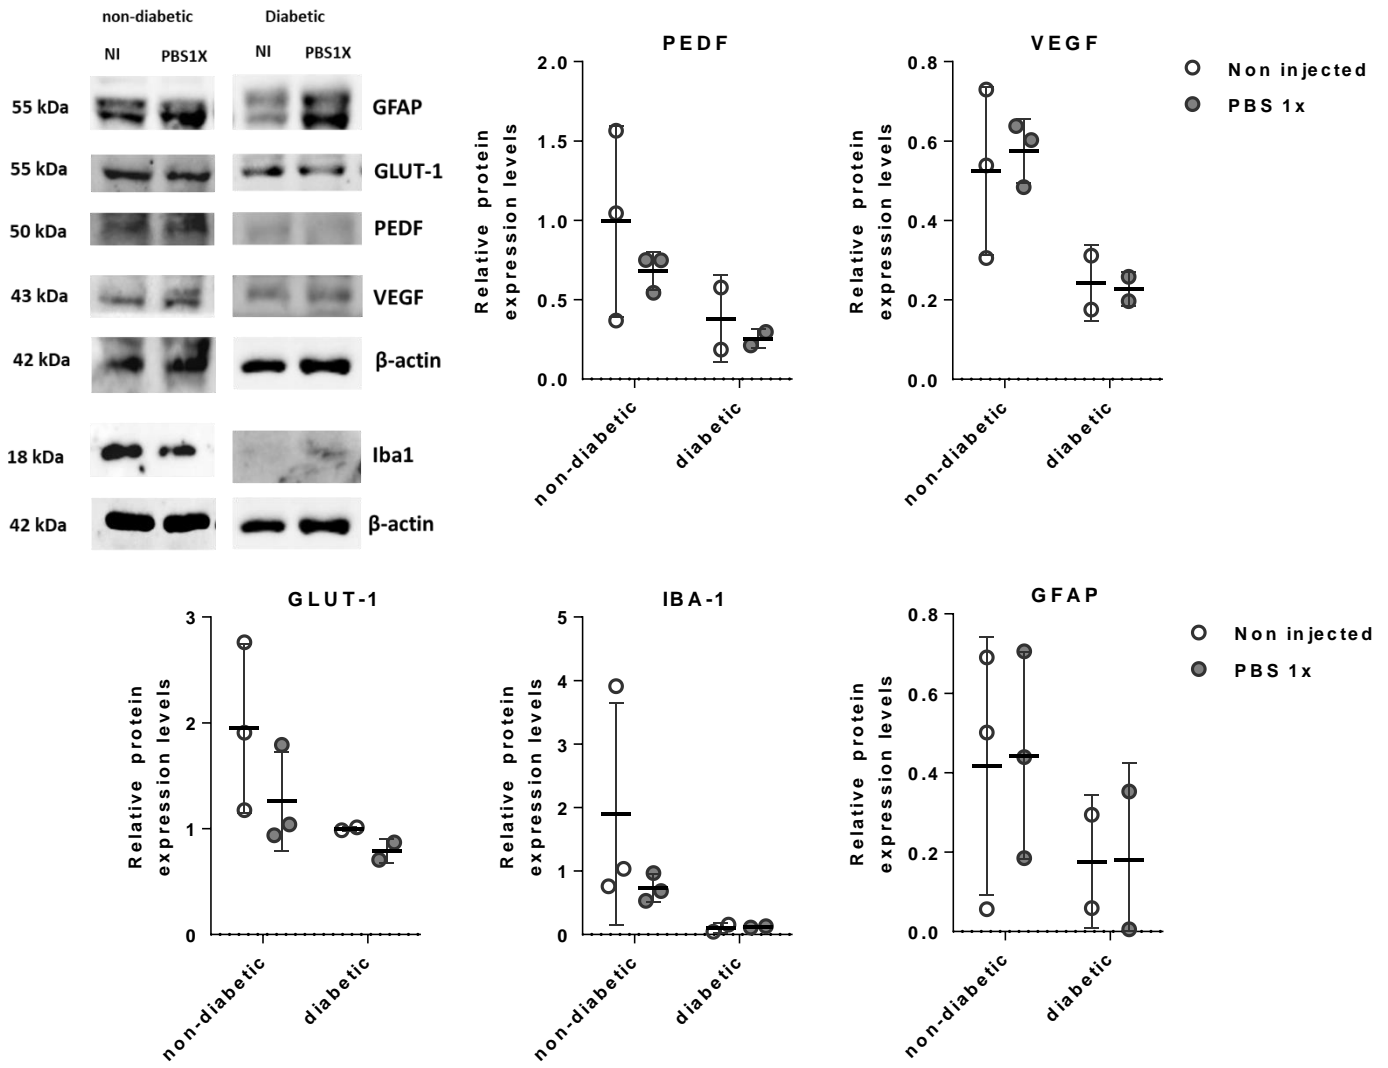 non-diabetic Diabetic
NI PBS1X NI PBS1X
55 kDa GFAP
55 kDa GLUT-1
50 kDa PEDF
43 kDa VEGF
42 kDa β-actin
18 kDa Iba1
42 kDa β-actin
PEDF
Relative protein
expression levels
2.0
1.5
1.0
0.5
0.0
non-diabetic
diabetic
VEGF
Relative protein
expression levels
0.8
0.6
0.4
0.2
0.0
non-diabetic
diabetic
Non injected
PBS 1x
GLUT-1
Relative protein
expression levels
3
2
1
0
non-diabetic
diabetic
IBA-1
Relative protein
expression levels
5
4
3
2
1
0
non-diabetic
diabetic
GFAP
Relative protein
expression levels
0.8
0.6
0.4
0.2
0.0
non-diabetic
diabetic
Non injected
PBS 1x